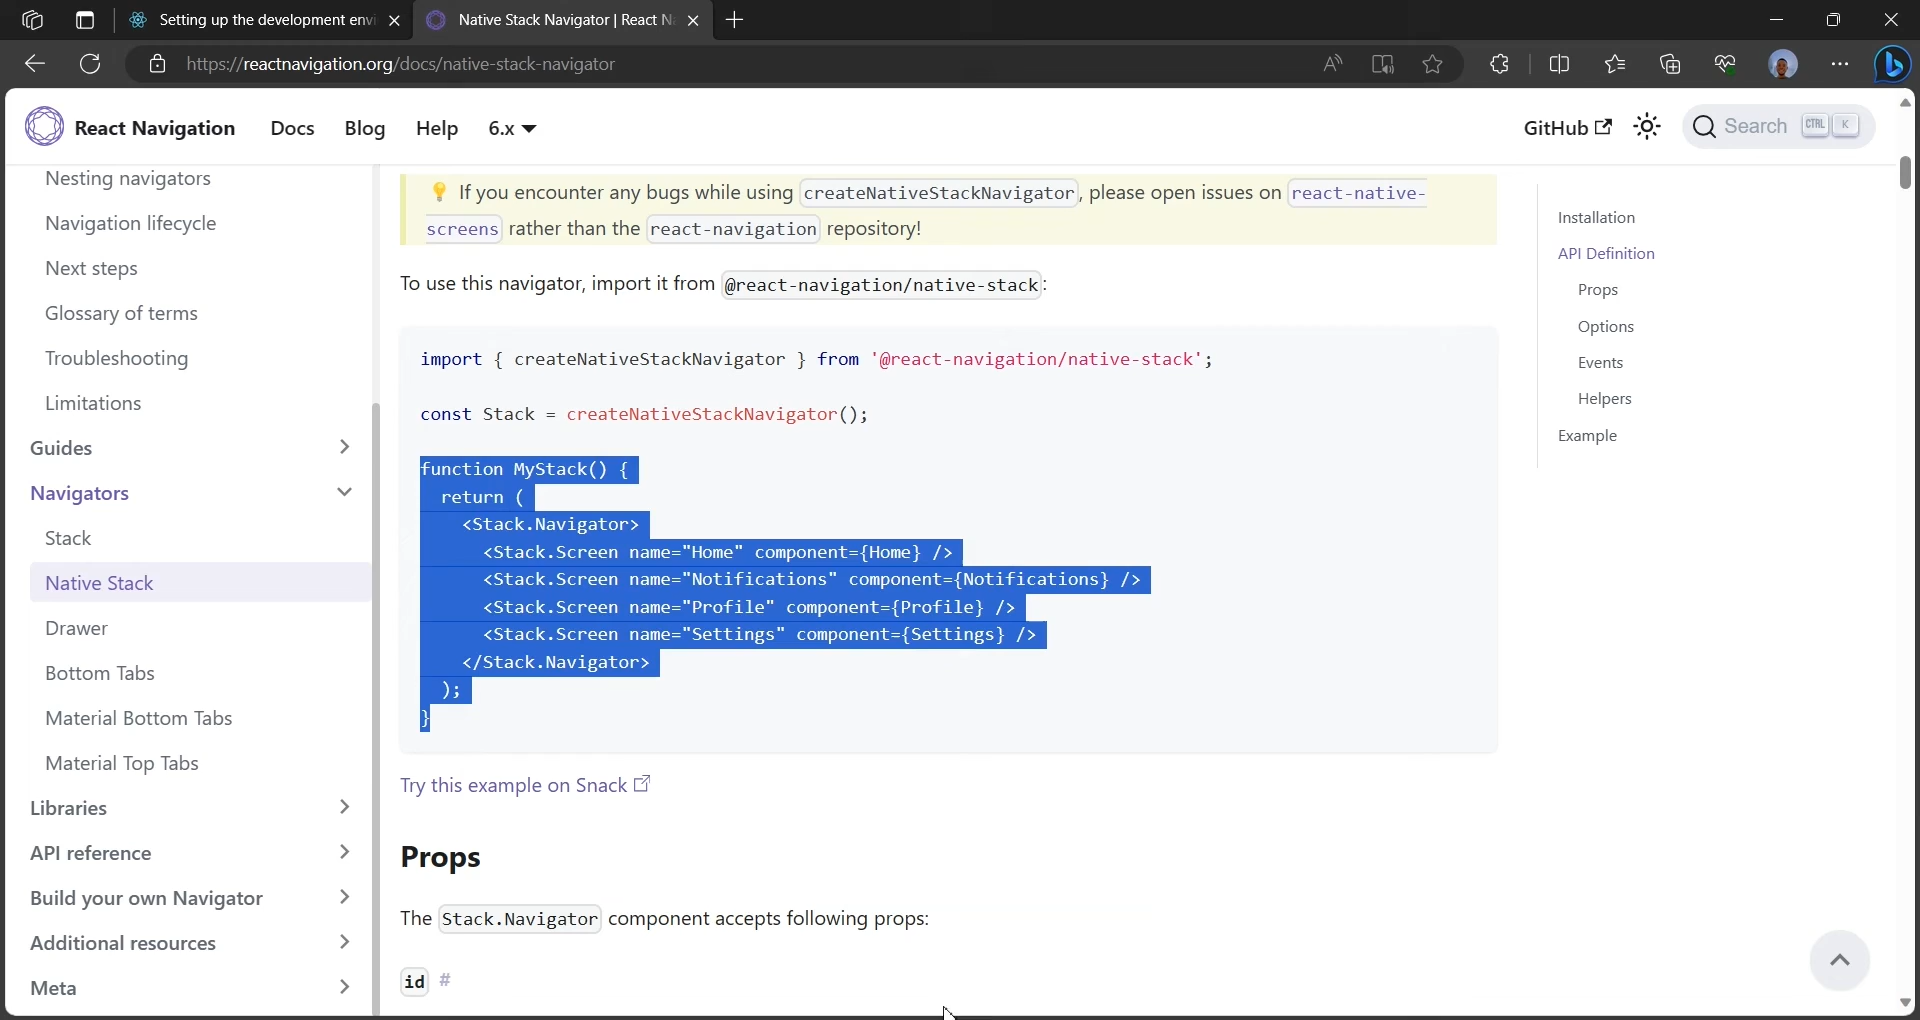 Setting up the development envi
Native Stack Navigator | React N
https://reactnavigation.org/docs/native-stack-navigator
React Navigation
Docs
Blog
Help
6.x
GitHub
Search
CTRL
K
Nesting navigators
Navigation lifecycle
Next steps
Glossary of terms
Troubleshooting
Limitations
Guides
Navigators
Stack
Native Stack
Drawer
Bottom Tabs
Material Bottom Tabs
Material Top Tabs
Libraries
API reference
Build your own Navigator
Additional resources
Meta
💡 If you encounter any bugs while using createNativeStackNavigator, please open issues on react-native-
screens rather than the react-navigation repository!
To use this navigator, import it from @react-navigation/native-stack:
import { createNativeStackNavigator } from '@react-navigation/native-stack';
const Stack = createNativeStackNavigator();
function MyStack() {
  return (
    <Stack.Navigator>
      <Stack.Screen name="Home" component={Home} />
      <Stack.Screen name="Notifications" component={Notifications} />
      <Stack.Screen name="Profile" component={Profile} />
      <Stack.Screen name="Settings" component={Settings} />
    </Stack.Navigator>
  );
}
Try this example on Snack
Props
The Stack.Navigator component accepts following props:
id #
Installation
API Definition
Props
Options
Events
Helpers
Example